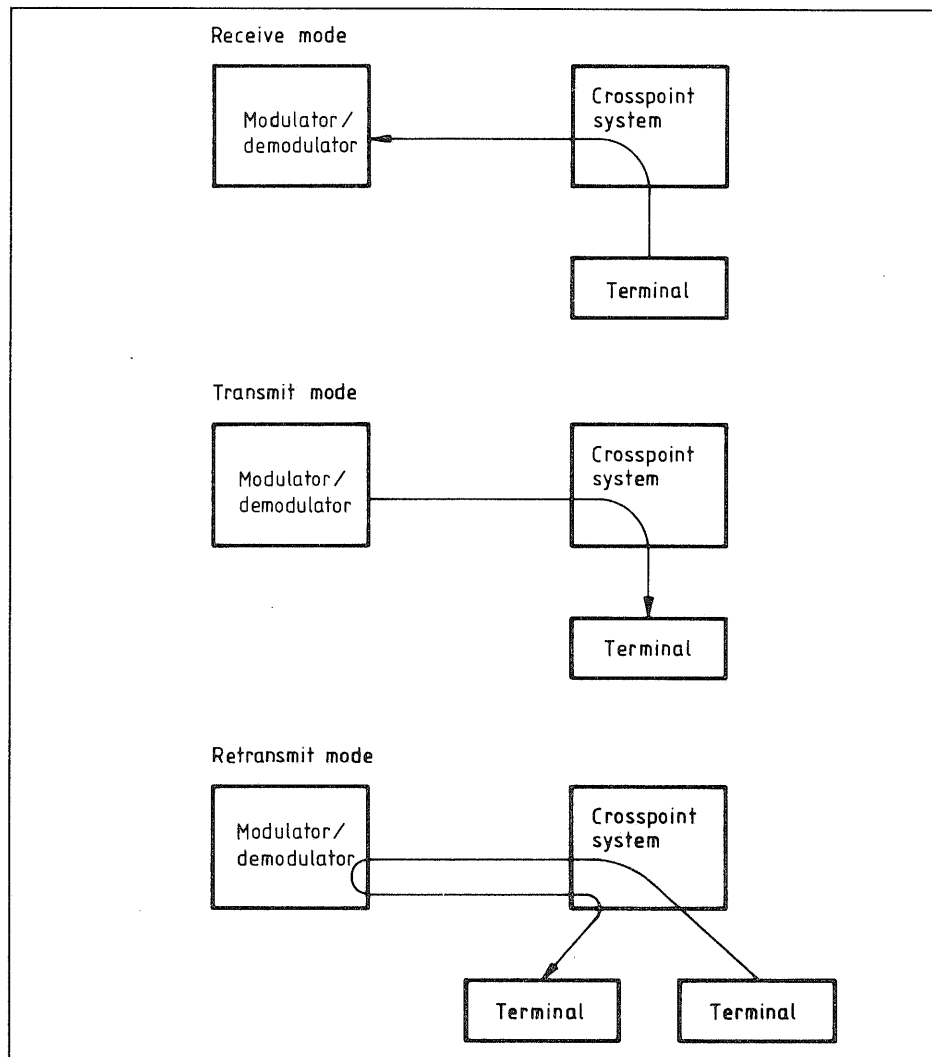 Receive mode
Modulator/
demodulator
Crosspoint
system
Terminal
Transmit mode
Modulator/
demodulator
Crosspoint
system
Terminal
Retransmit mode
Modulator/
demodulator
Crosspoint
system
Terminal
Terminal